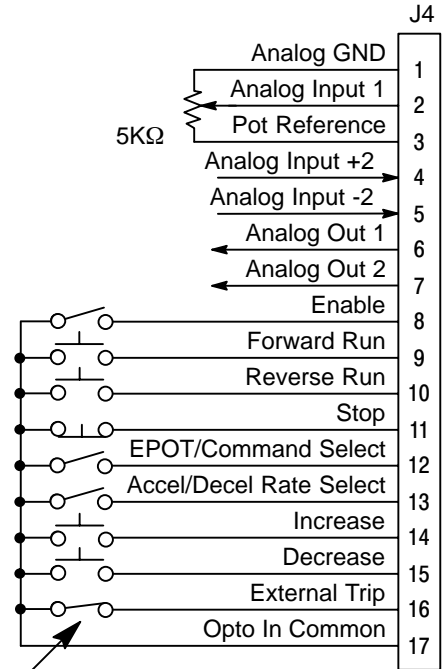 J4
Analog GND 1
Analog Input 1 2
5KΩ
Pot Reference 3
Analog Input +2 4
Analog Input -2 5
Analog Out 1 6
Analog Out 2 7
Enable 8
Forward Run 9
Reverse Run 10
Stop 11
EPOT/Command Select 12
Accel/Decel Rate Select 13
Increase 14
Decrease 15
External Trip 16
Opto In Common 17